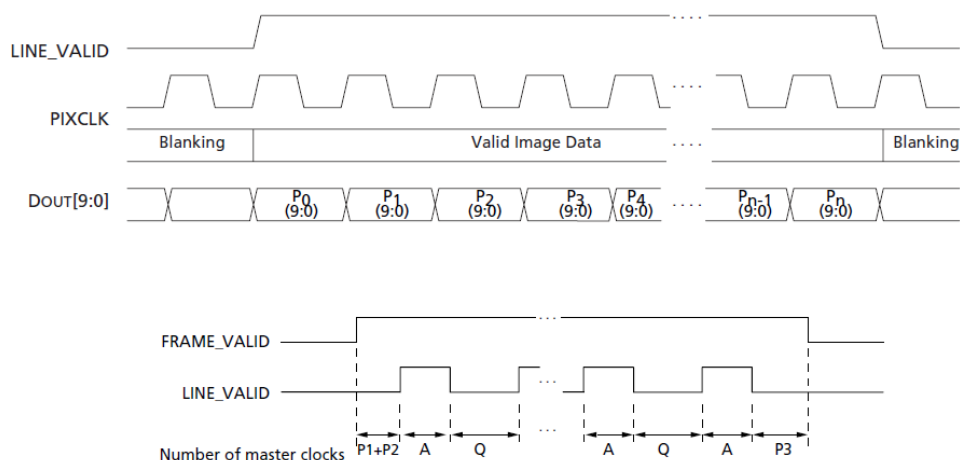 LINE_VALID
PIXCLK
Blanking Valid Image Data .... Blanking
DOUT[9:0] P0 (9:0) P1 (9:0) P2 (9:0) P3 (9:0) P4 (9:0) .... Pn-1 (9:0) Pn (9:0)
FRAME_VALID
LINE_VALID
Number of master clocks P1+P2 A Q ... A Q A P3